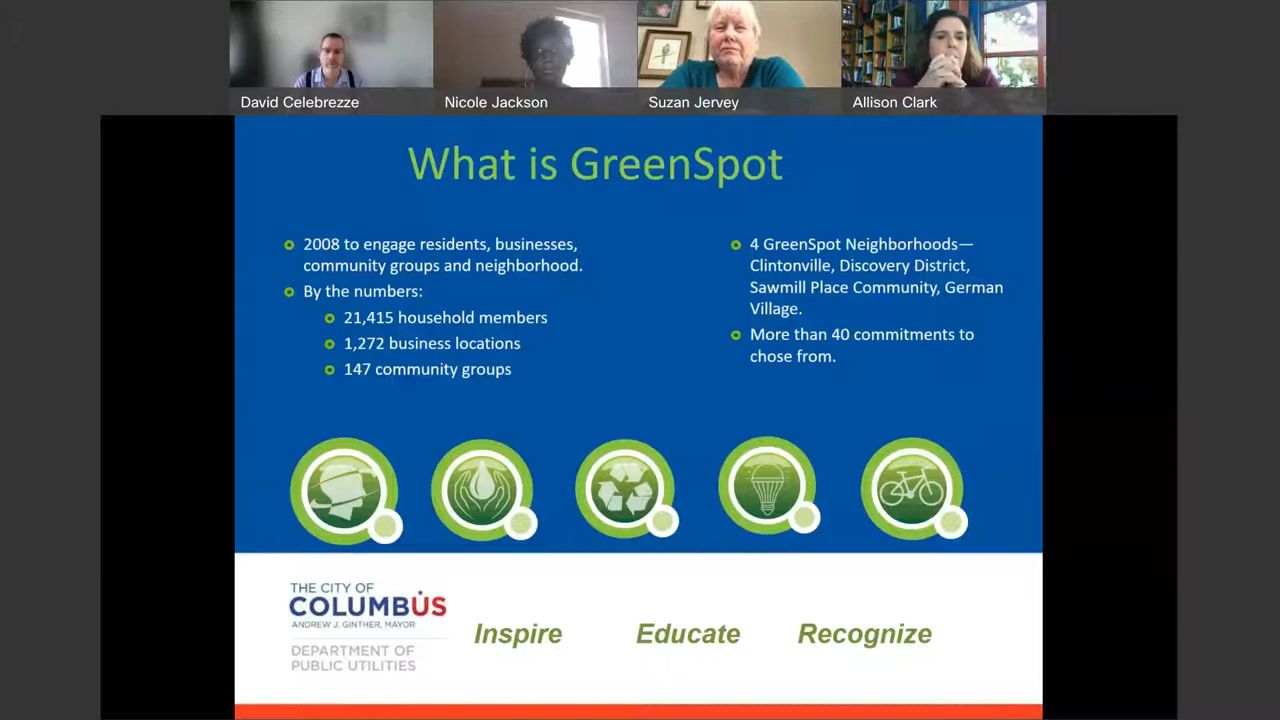 David Celebrezze
Nicole Jackson
Suzan Jervey
Allison Clark
What is GreenSpot
2008 to engage residents, businesses,
community groups and neighborhood.
By the numbers:
21,415 household members
1,272 business locations
147 community groups
4 GreenSpot Neighborhoods—
Clintonville, Discovery District,
Sawmill Place Community, German
Village.
More than 40 commitments to
chose from.
THE CITY OF
COLUMBUS
ANDREW J. GINTHER, MAYOR
DEPARTMENT OF
PUBLIC UTILITIES
Inspire
Educate
Recognize